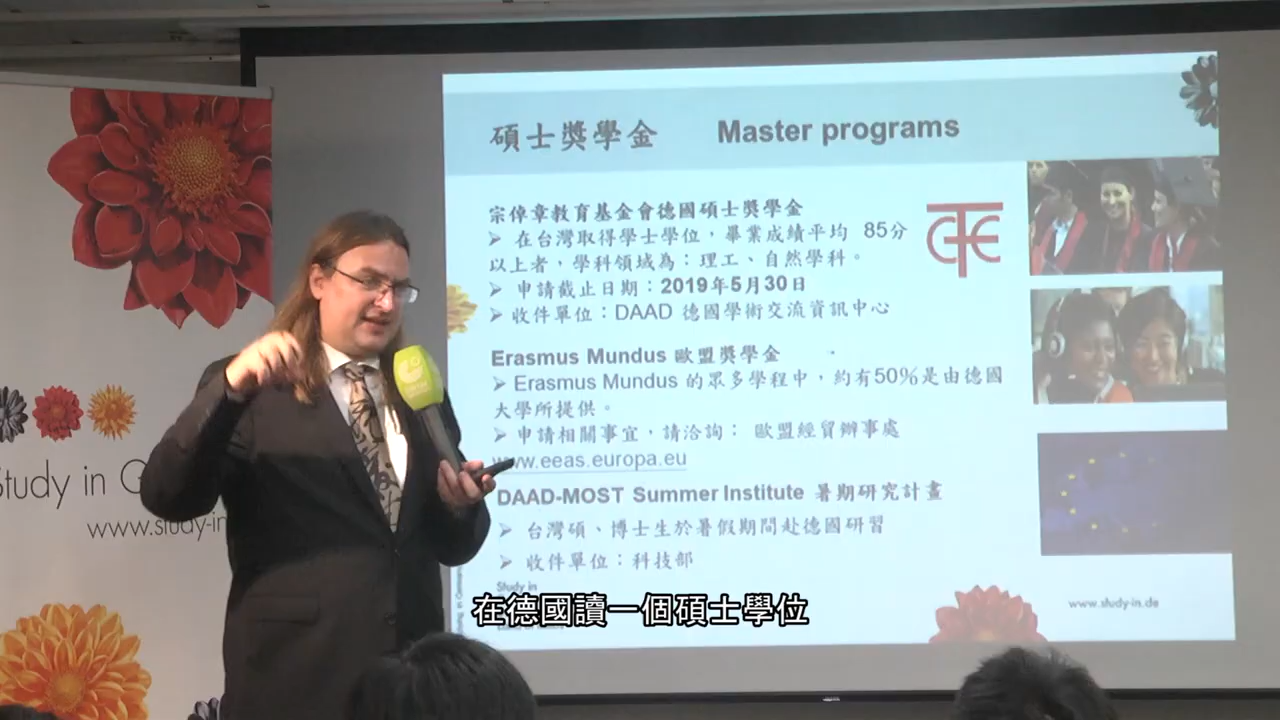 碩士獎學金 Master programs
宗倬章教育基金會德國碩士獎學金
➢ 在台灣取得學士學位，畢業成績平均 85分
以上者，學科領域為：理工、自然學科。
➢ 申請截止日期：2019年5月30日
➢ 收件單位：DAAD 德國學術交流資訊中心
Erasmus Mundus 歐盟獎學金
➢ Erasmus Mundus 的眾多學程中，約有50%是由德國
大學所提供。
➢ 申請相關事宜，請洽詢： 歐盟經貿辦事處
www.eeas.europa.eu
DAAD-MOST Summer Institute 暑期研究計畫
➢ 台灣碩、博士生於暑假期間赴德國研習
➢ 收件單位：科技部
Study in
www.study-in.de
Study in G
www.study-in
在德國讀一個碩士學位